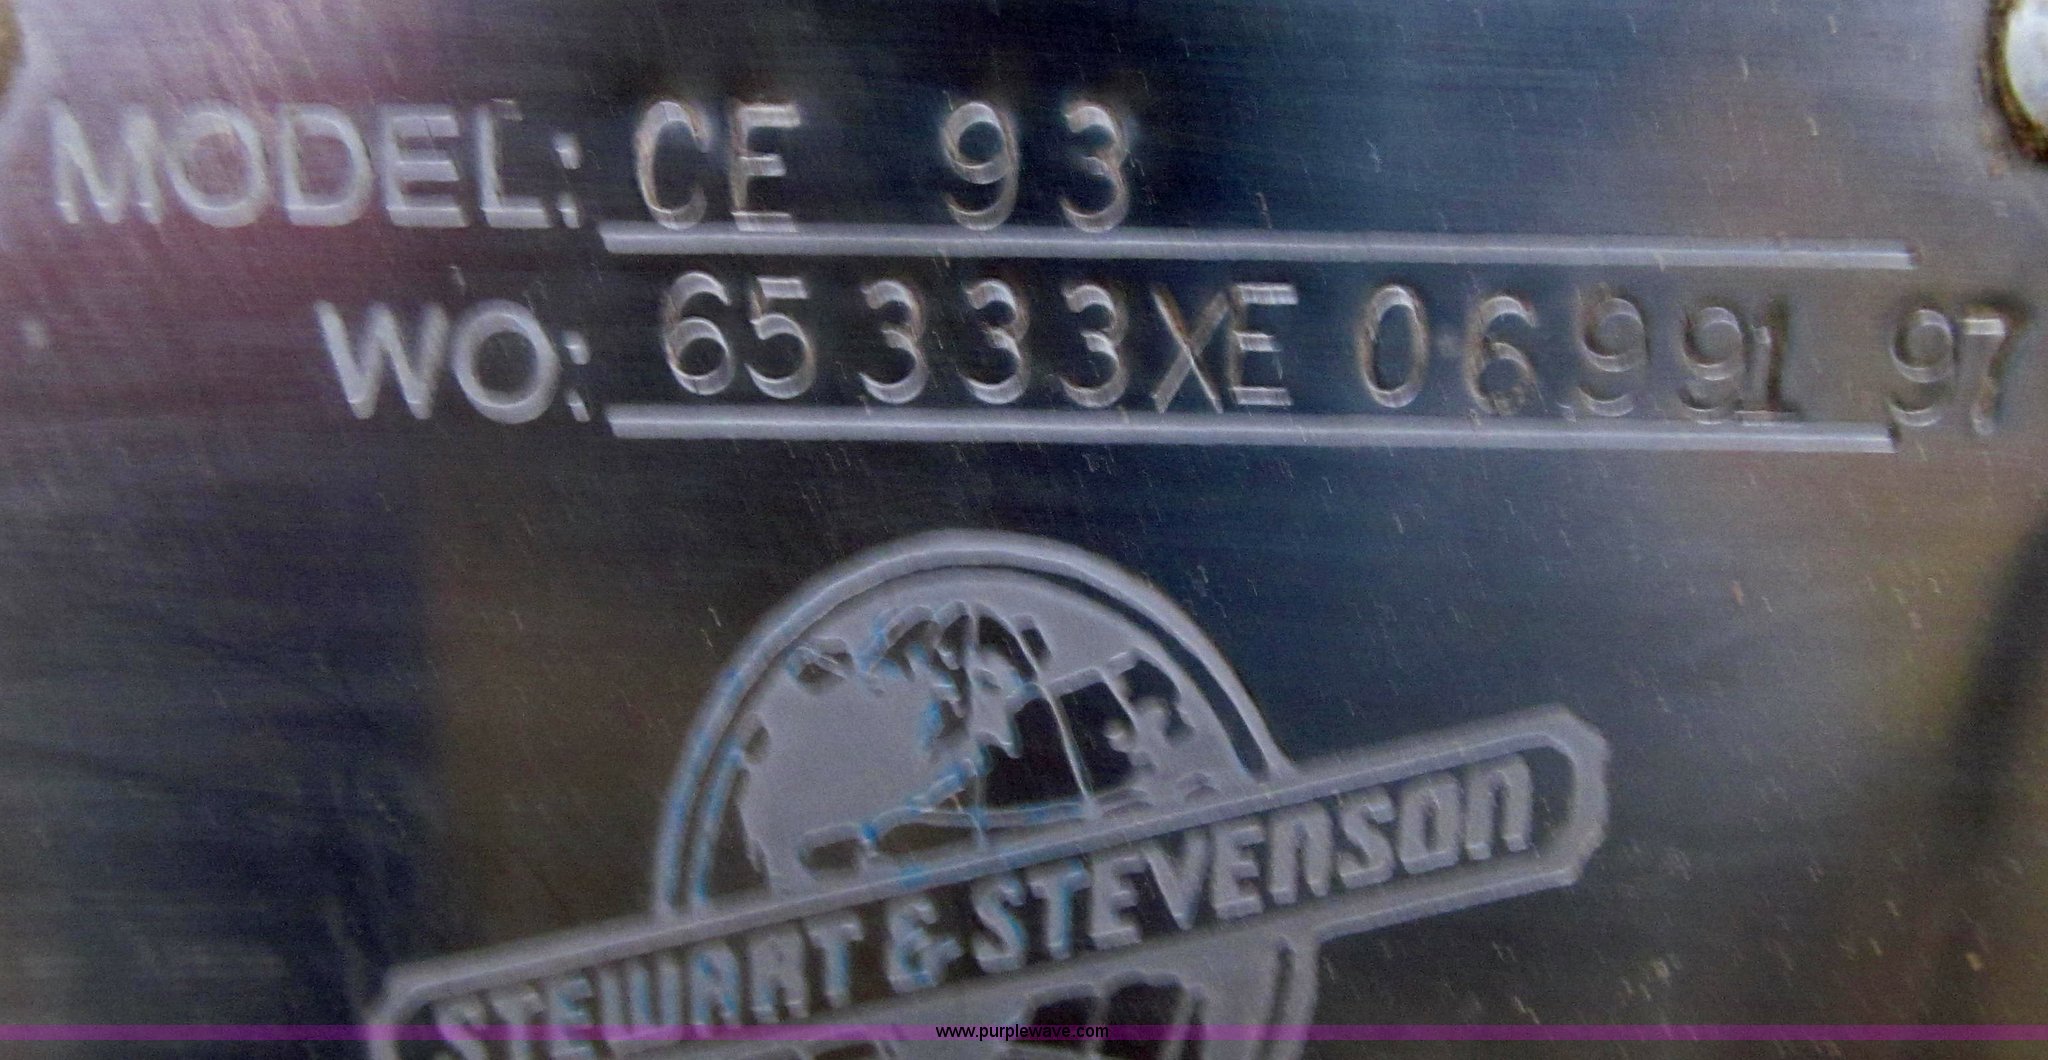 MODEL: CE 93
WO: 65333XE 0699197
STEWART & STEVENSON
www.purplewave.com